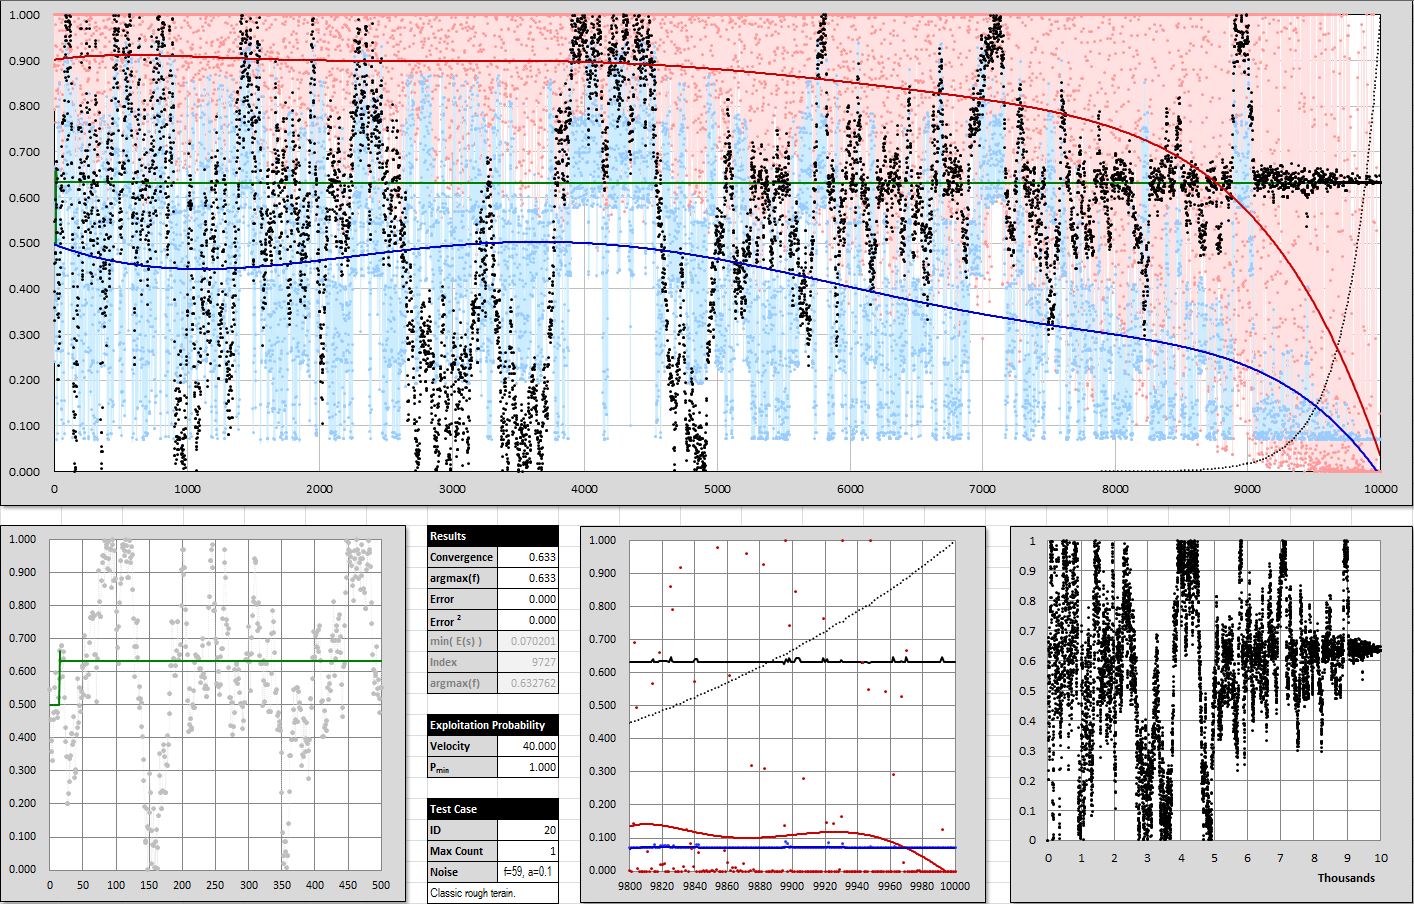 1.000
0.900
0.800
0.700
0.600
0.500
0.400
0.300
0.200
0.100
0.000
0 1000 2000 3000 4000 5000 6000 7000 8000 9000 10000
1.000
0.900
0.800
0.700
0.600
0.500
0.400
0.300
0.200
0.100
0.000
0 50 100 150 200 250 300 350 400 450 500
Results
Convergence 0.633
argmax(f) 0.633
Error 0.000
Error ² 0.000
min( E(s) ) 0.070201
Index 9727
argmax(f) 0.632762
Exploitation Probability
Velocity 40.000
Pmin 1.000
Test Case
ID 20
Max Count 1
Noise f=59, a=0.1
Classic rough terrain.
1.000
0.900
0.800
0.700
0.600
0.500
0.400
0.300
0.200
0.100
0.000
9800 9820 9840 9860 9880 9900 9920 9940 9960 9980 10000
1
0.9
0.8
0.7
0.6
0.5
0.4
0.3
0.2
0.1
0
0 1 2 3 4 5 6 7 8 9 10
Thousands